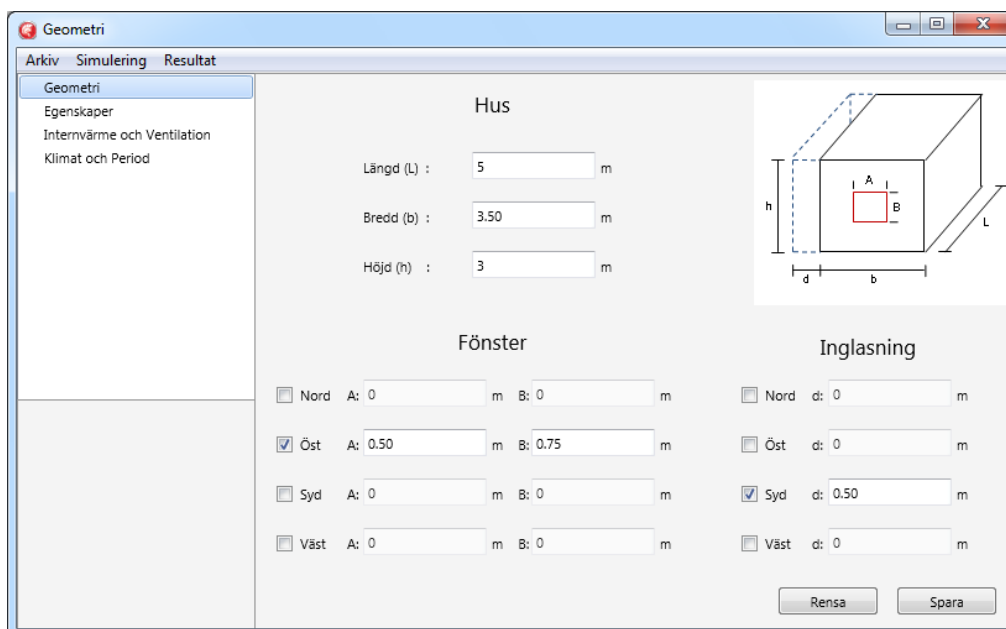 Geometri
Arkiv Simulering Resultat
Geometri
Egenskaper
Internvärme och Ventilation
Klimat och Period
Hus
Längd (L) : 5 m
Bredd (b) : 3.50 m
Höjd (h) : 3 m
A
B
h
L
d b
Fönster
Nord A: 0 m B: 0 m
Öst A: 0.50 m B: 0.75 m
Syd A: 0 m B: 0 m
Väst A: 0 m B: 0 m
Inglasning
Nord d: 0 m
Öst d: 0 m
Syd d: 0.50 m
Väst d: 0 m
Rensa Spara